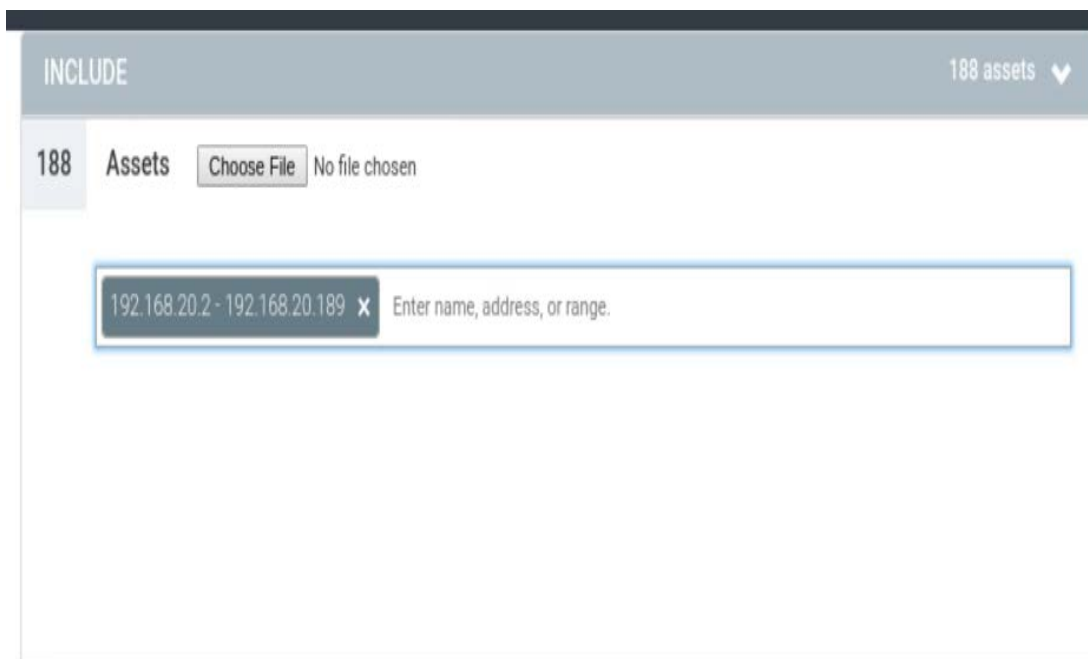 INCLUDE 188 assets
188 Assets Choose File No file chosen
192.168.20.2 - 192.168.20.189 x Enter name, address, or range.